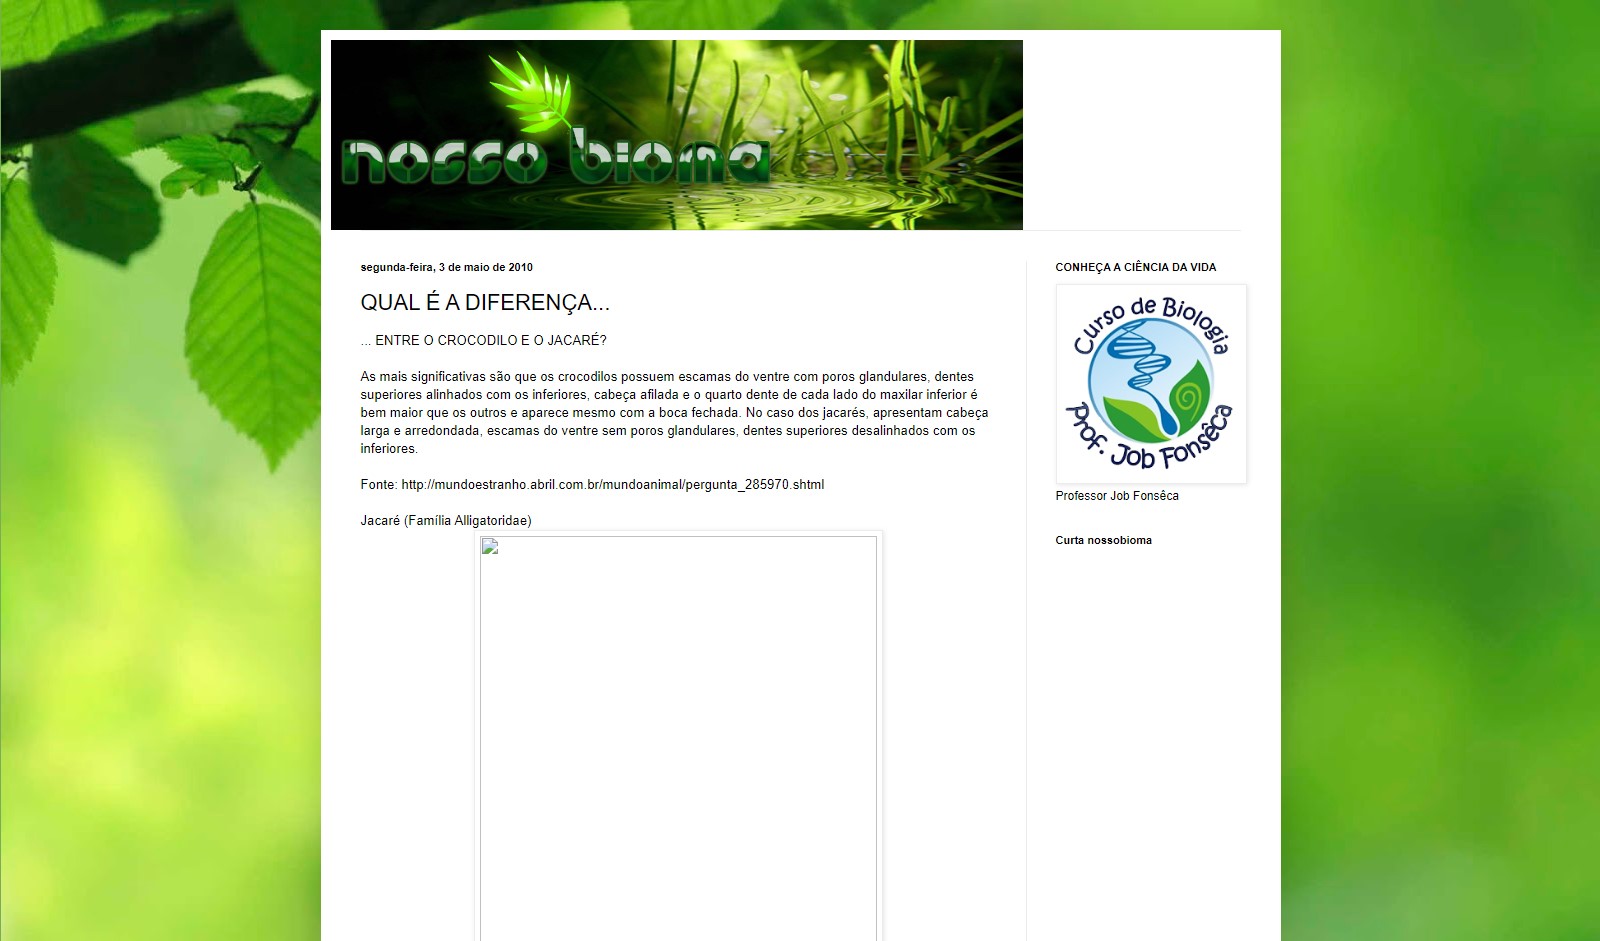 nosso bioma
segunda-feira, 3 de maio de 2010
QUAL É A DIFERENÇA...
... ENTRE O CROCODILO E O JACARÉ?
As mais significativas são que os crocodilos possuem escamas do ventre com poros glandulares, dentes
superiores alinhados com os inferiores, cabeça afilada e o quarto dente de cada lado do maxilar inferior é
bem maior que os outros e aparece mesmo com a boca fechada. No caso dos jacarés, apresentam cabeça
larga e arredondada, escamas do ventre sem poros glandulares, dentes superiores desalinhados com os
inferiores.
Fonte: http://mundoestranho.abril.com.br/mundoanimal/pergunta_285970.shtml
Jacaré (Família Alligatoridae)
CONHEÇA A CIÊNCIA DA VIDA
Curso de Biologia
Prof. Job Fonsêca
Professor Job Fonsêca
Curta nossobioma